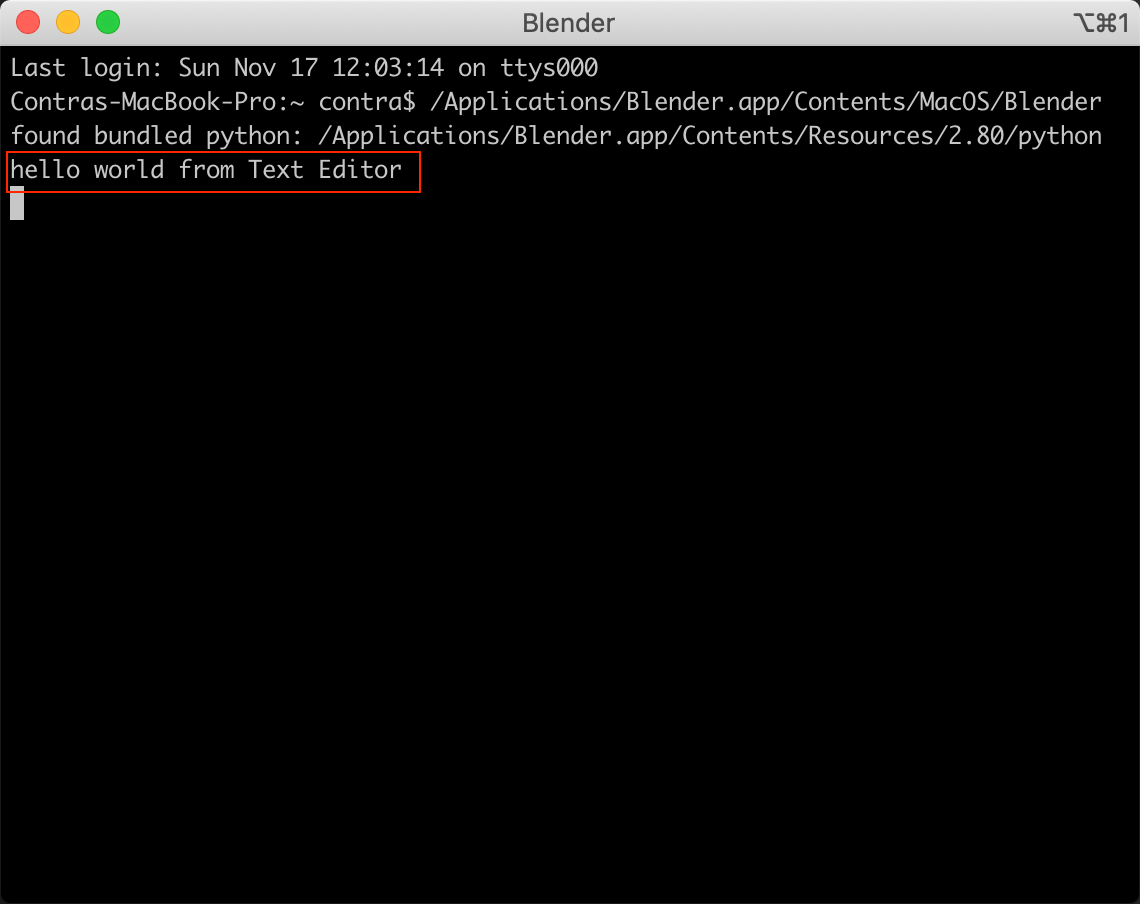 Blender
⌥⌘1
Last login: Sun Nov 17 12:03:14 on ttys000
Contras-MacBook-Pro:~ contra$ /Applications/Blender.app/Contents/MacOS/Blender
found bundled python: /Applications/Blender.app/Contents/Resources/2.80/python
hello world from Text Editor